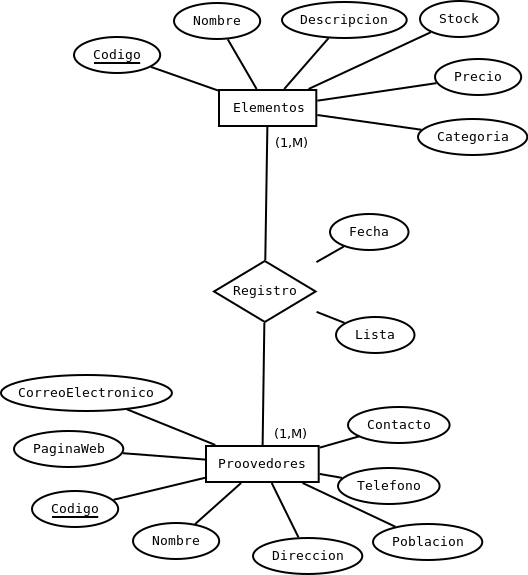 Nombre
Descripcion
Stock
Codigo
Precio
Elementos
Categoria
(1,M)
Fecha
Registro
Lista
CorreoElectronico
Contacto
(1,M)
PaginaWeb
Proovedores
Telefono
Codigo
Nombre
Direccion
Poblacion